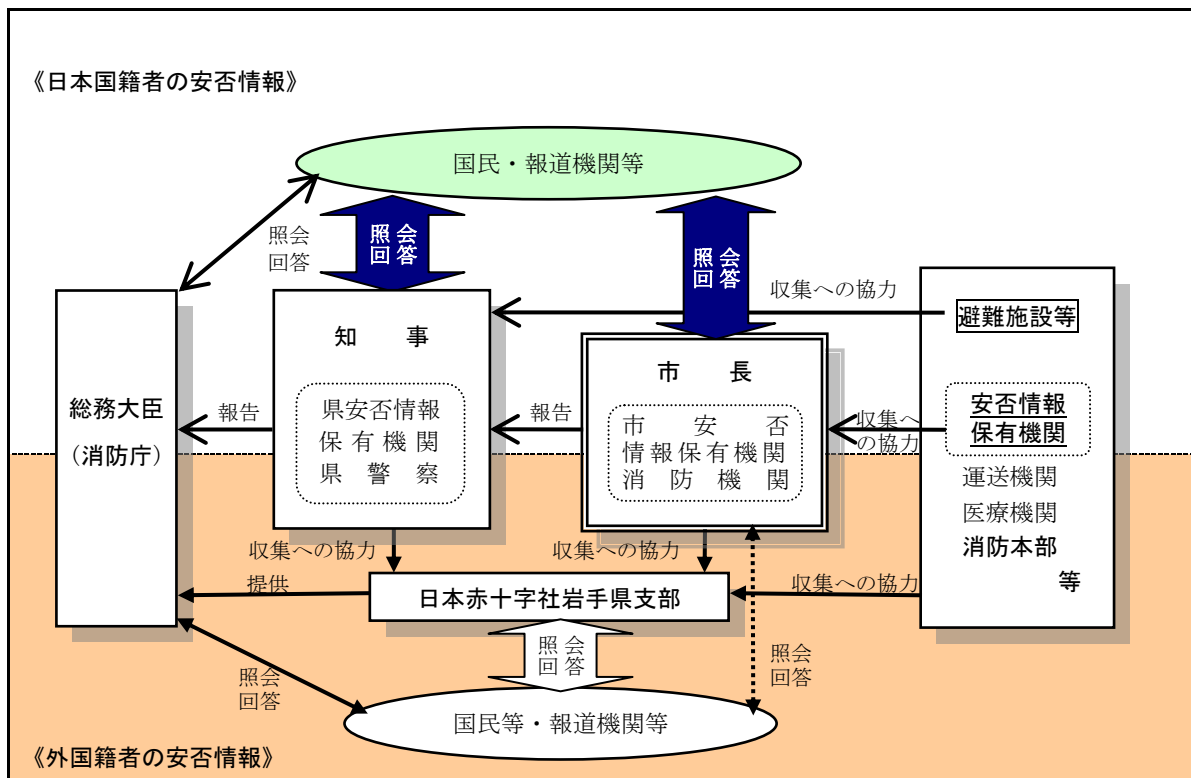 《日本国籍者の安否情報》
国民・報道機関等
照会
回答
照 会
回 答
照 会
回 答
収集への協力
避難施設等
知　事
市　長
総務大臣
（消防庁）
報告
県安否情報
保有機関
県警察
報告
市安否
情報保有機関
消防機関
収集へ
の協力
安否情報
保有機関
運送機関
医療機関
消防本部
等
収集への協力
収集への協力
収集への協力
提供
日本赤十字社岩手県支部
照 会
回 答
照会
回答
照会
回答
国民等・報道機関等
《外国籍者の安否情報》